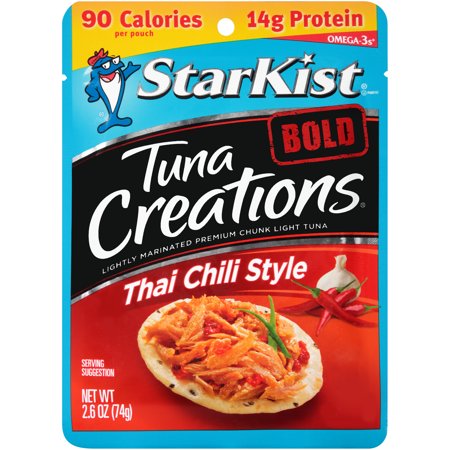 90 Calories
per pouch
14g Protein
OMEGA-3s
StarKist
BOLD
Tuna
Creations®
LIGHTLY MARINATED PREMIUM CHUNK LIGHT TUNA
Thai Chili Style
SERVING
SUGGESTION
NET WT
2.6 OZ (74g)